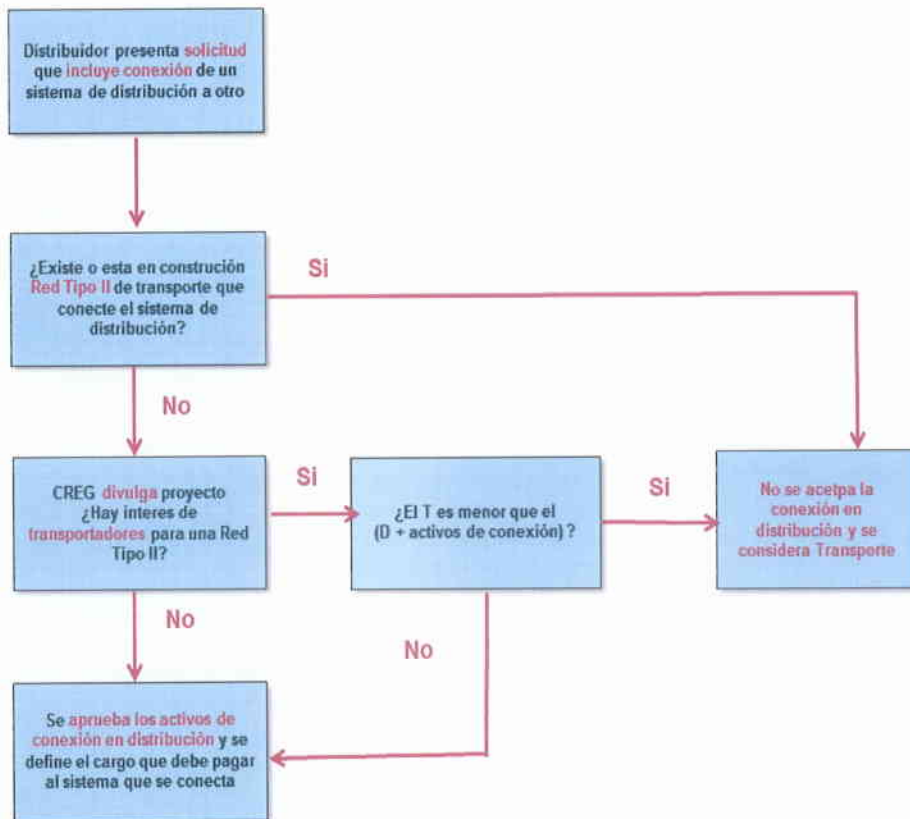 Distribuidor presenta solicitud
que incluye conexión de un
sistema de distribución a otro
¿Existe o esta en construción
Red Tipo II de transporte que
conecte el sistema de
distribución?
Si
No
CREG divulga proyecto
¿Hay interes de
transportadores para una Red
Tipo II?
Si
¿El T es menor que el
(D + activos de conexión) ?
Si
No se acetpa la
conexión en
distribución y se
considera Transporte
No
No
Se aprueba los activos de
conexión en distribución y se
define el cargo que debe pagar
al sistema que se conecta